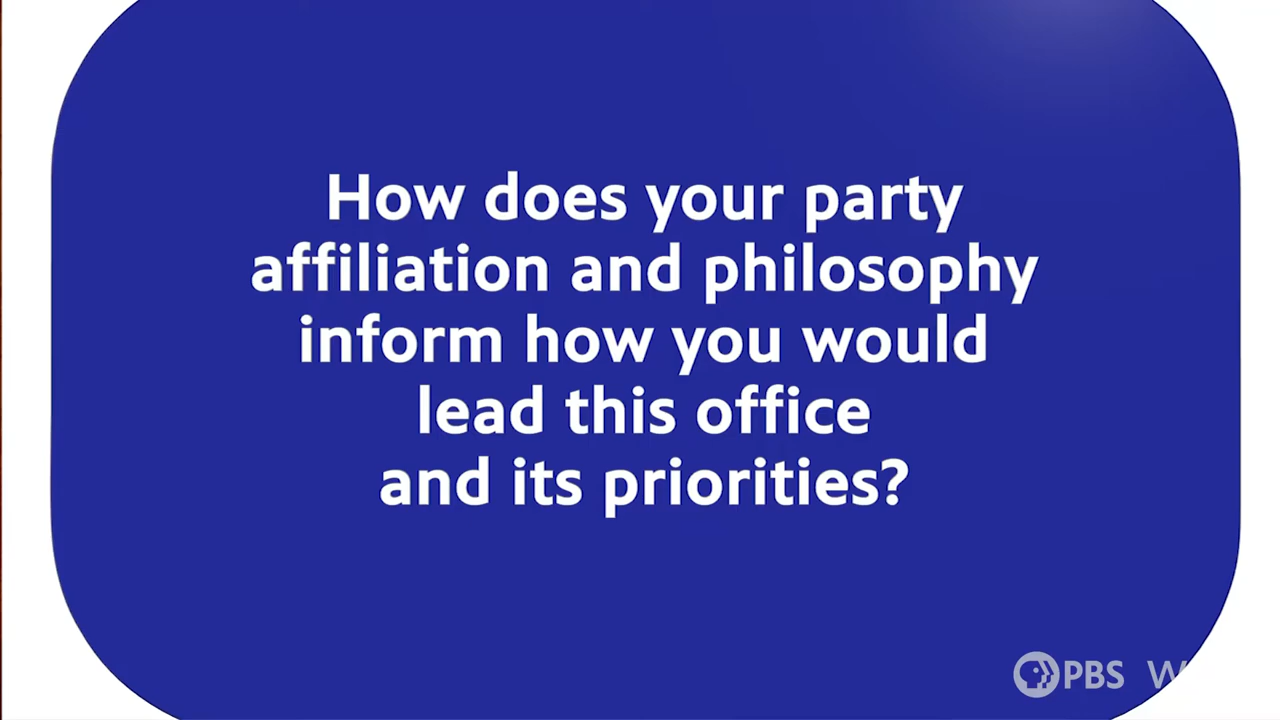 How does your party
affiliation and philosophy
inform how you would
lead this office
and its priorities?
PBS W